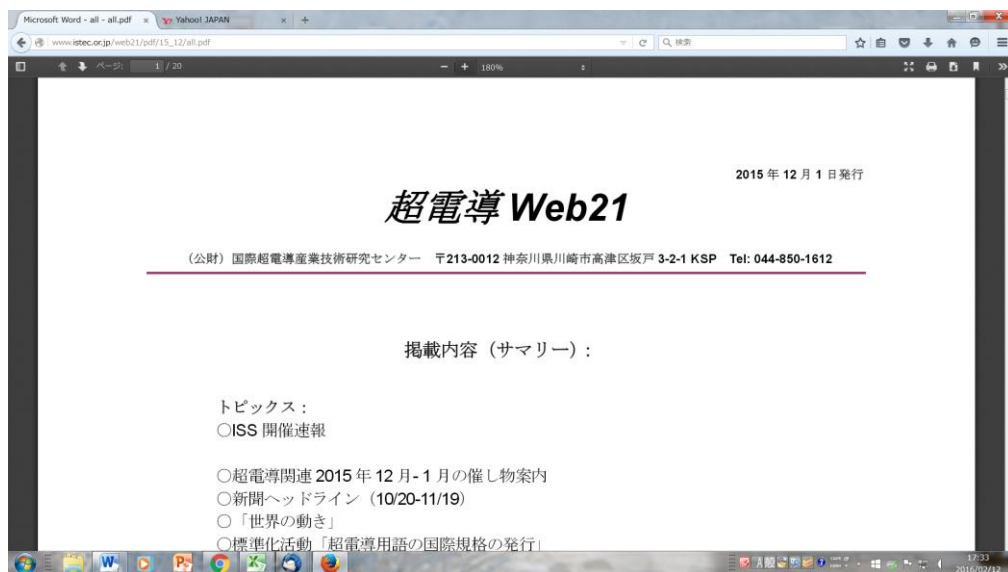 Microsoft Word - all - all.pdf
Yahoo! JAPAN
www.istec.or.jp/web21/pdf/15_12/all.pdf
検索
ページ: 1 / 20
180%
2015 年 12 月 1 日発行
超電導 Web21
（公財）国際超電導産業技術研究センター 〒213-0012 神奈川県川崎市高津区坂戸 3-2-1 KSP Tel: 044-850-1612
掲載内容（サマリー）:
トピックス：
○ISS 開催速報
○超電導関連 2015 年 12 月- 1 月の催し物案内
○新聞ヘッドライン（10/20-11/19）
○「世界の動き」
○標準化活動「超電導用語の国際規格の発行」
17:33
2016/02/12